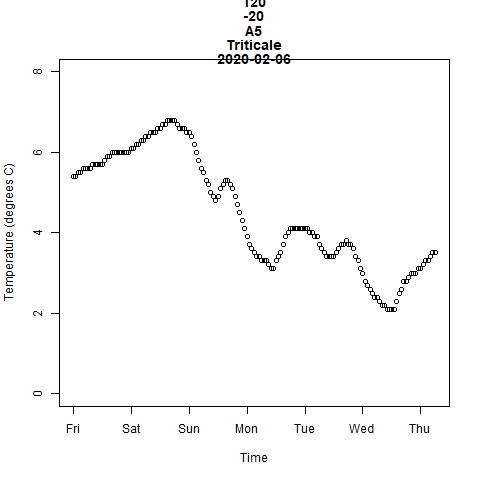 120
-20
A5
Triticale
2020-02-06
8
6
4
2
0
Temperature (degrees C)
Fri Sat Sun Mon Tue Wed Thu
Time